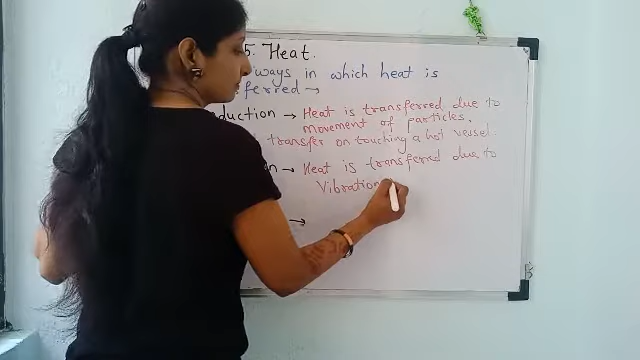 5. Heat.
ways in which heat is
ferred →
duction → Heat is transferred due to
movement of particles.
transfer on touching a hot vessel.
n → Heat is transferred due to
Vibration
→